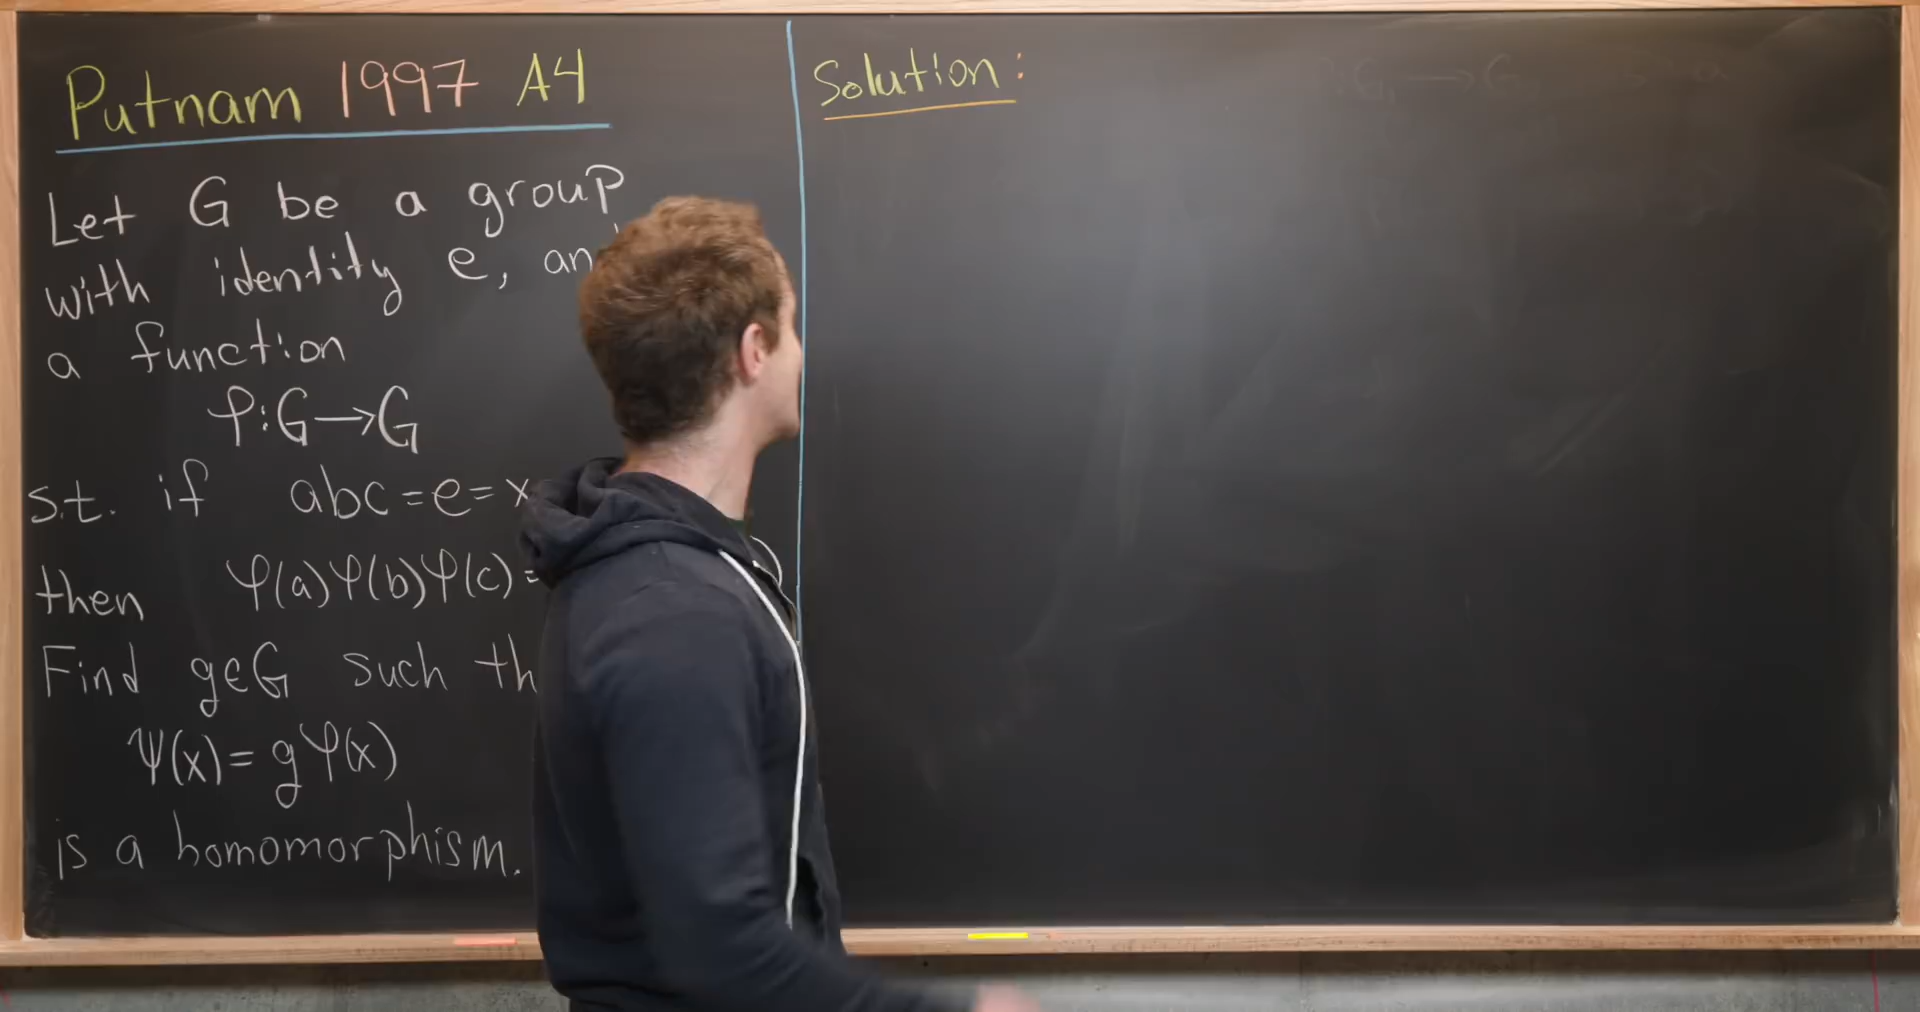 Putnam 1997 A4
Let G be a group
with identity e, an
a function
φ:G→G
s.t. if abc=e=x
then φ(a)φ(b)φ(c)=
Find g∈G such th
ψ(x)=gφ(x)
is a homomorphism.
Solution: